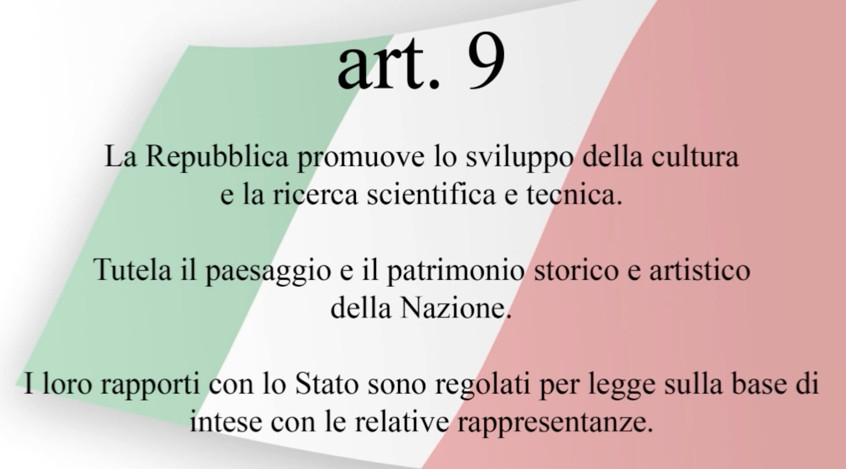 art. 9
La Repubblica promuove lo sviluppo della cultura
e la ricerca scientifica e tecnica.
Tutela il paesaggio e il patrimonio storico e artistico
della Nazione.
I loro rapporti con lo Stato sono regolati per legge sulla base di
intese con le relative rappresentanze.